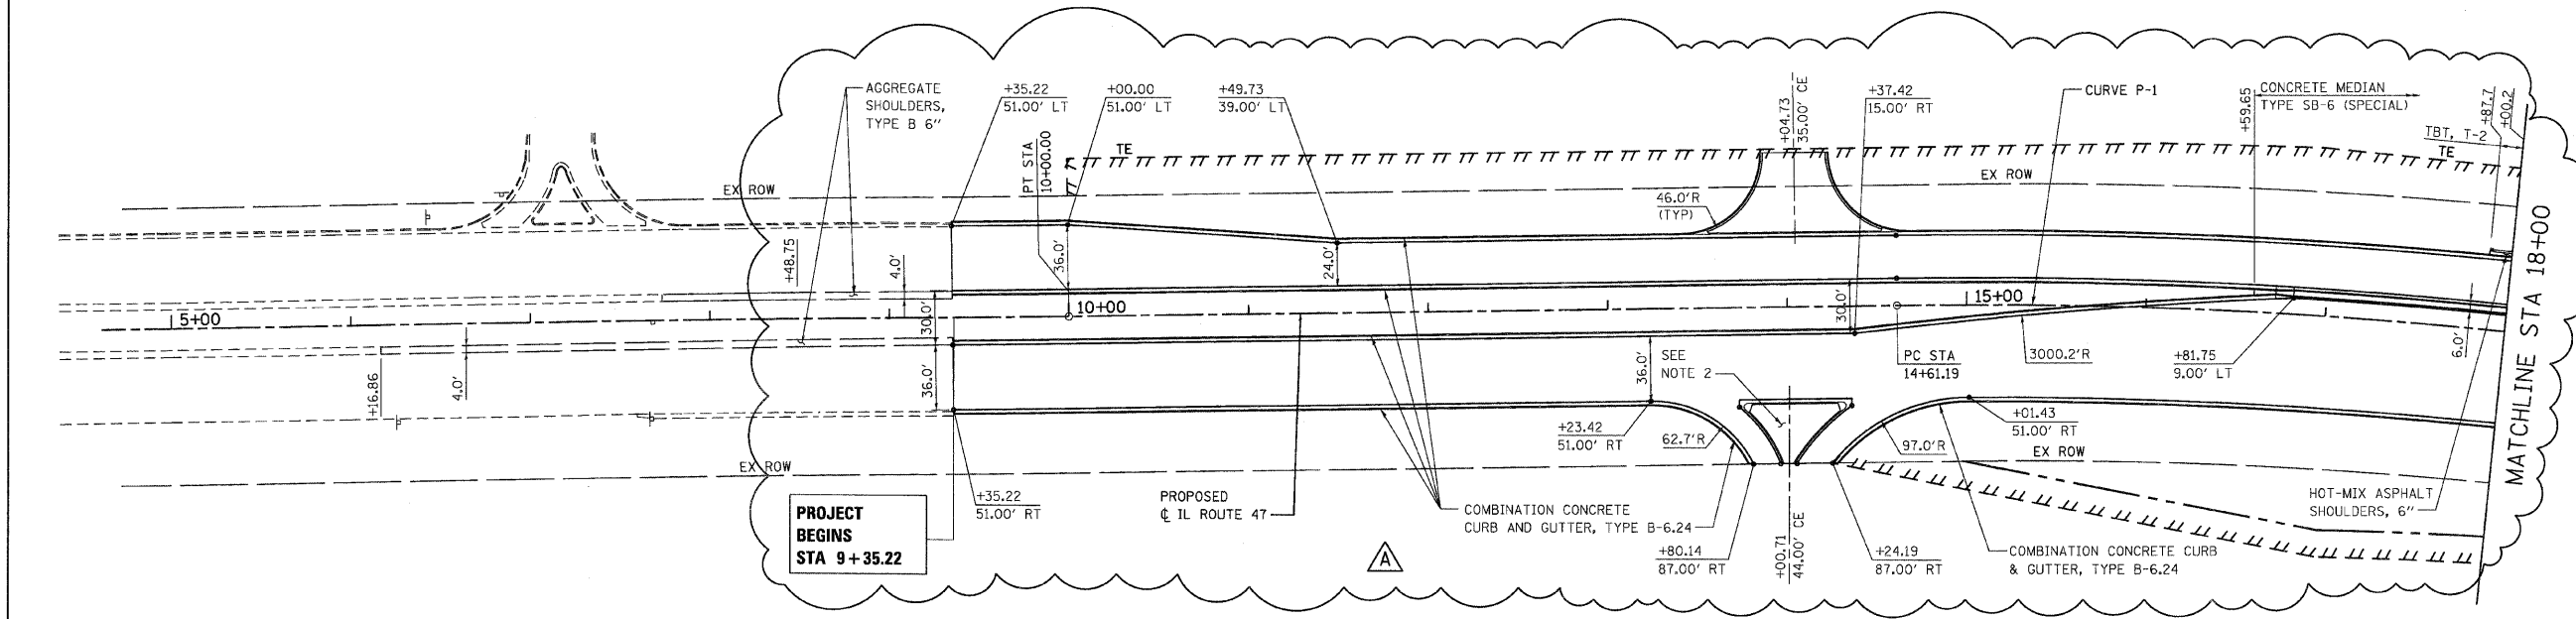 AGGREGATE
SHOULDERS,
TYPE B 6"
+35.22
51.00' LT
+00.00
51.00' LT
+49.73
39.00' LT
PT STA
10+00.00
TE
+04.73
35.00' CE
+37.42
15.00' RT
CURVE P-1
+59.65
CONCRETE MEDIAN
TYPE SB-6 (SPECIAL)
+87.7
+00.2
TBT, T-2
TE
EX ROW
EX ROW
46.0'R
(TYP)
+48.75
4.0'
36.0'
24.0'
5+00
10+00
15+00
30.0'
30.0'
+16.86
4.0'
36.0'
36.0'
SEE
NOTE 2
PC STA
14+61.19
3000.2'R
+81.75
9.00' LT
6.0'
MATCHLINE STA 18+00
+23.42
51.00' RT
62.7'R
97.0'R
+01.43
51.00' RT
EX ROW
EX ROW
PROJECT
BEGINS
STA 9+35.22
+35.22
51.00' RT
PROPOSED
℄ IL ROUTE 47
COMBINATION CONCRETE
CURB AND GUTTER, TYPE B-6.24
A
+80.14
87.00' RT
+00.71
44.00' CE
+24.19
87.00' RT
COMBINATION CONCRETE CURB
& GUTTER, TYPE B-6.24
HOT-MIX ASPHALT
SHOULDERS, 6"